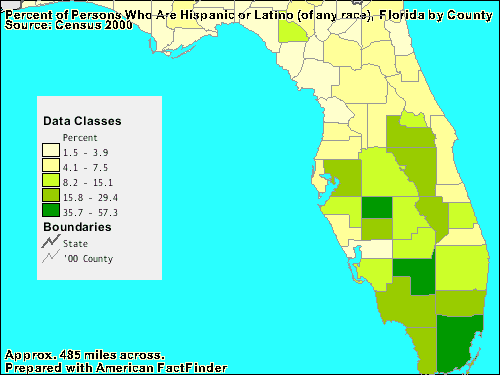 Percent of Persons Who Are Hispanic or Latino (of any race), Florida by County
Source: Census 2000
Data Classes
Percent
1.5 - 3.9
4.1 - 7.5
8.2 - 15.1
15.8 - 29.4
35.7 - 57.3
Boundaries
State
'00 County
Approx. 485 miles across.
Prepared with American FactFinder